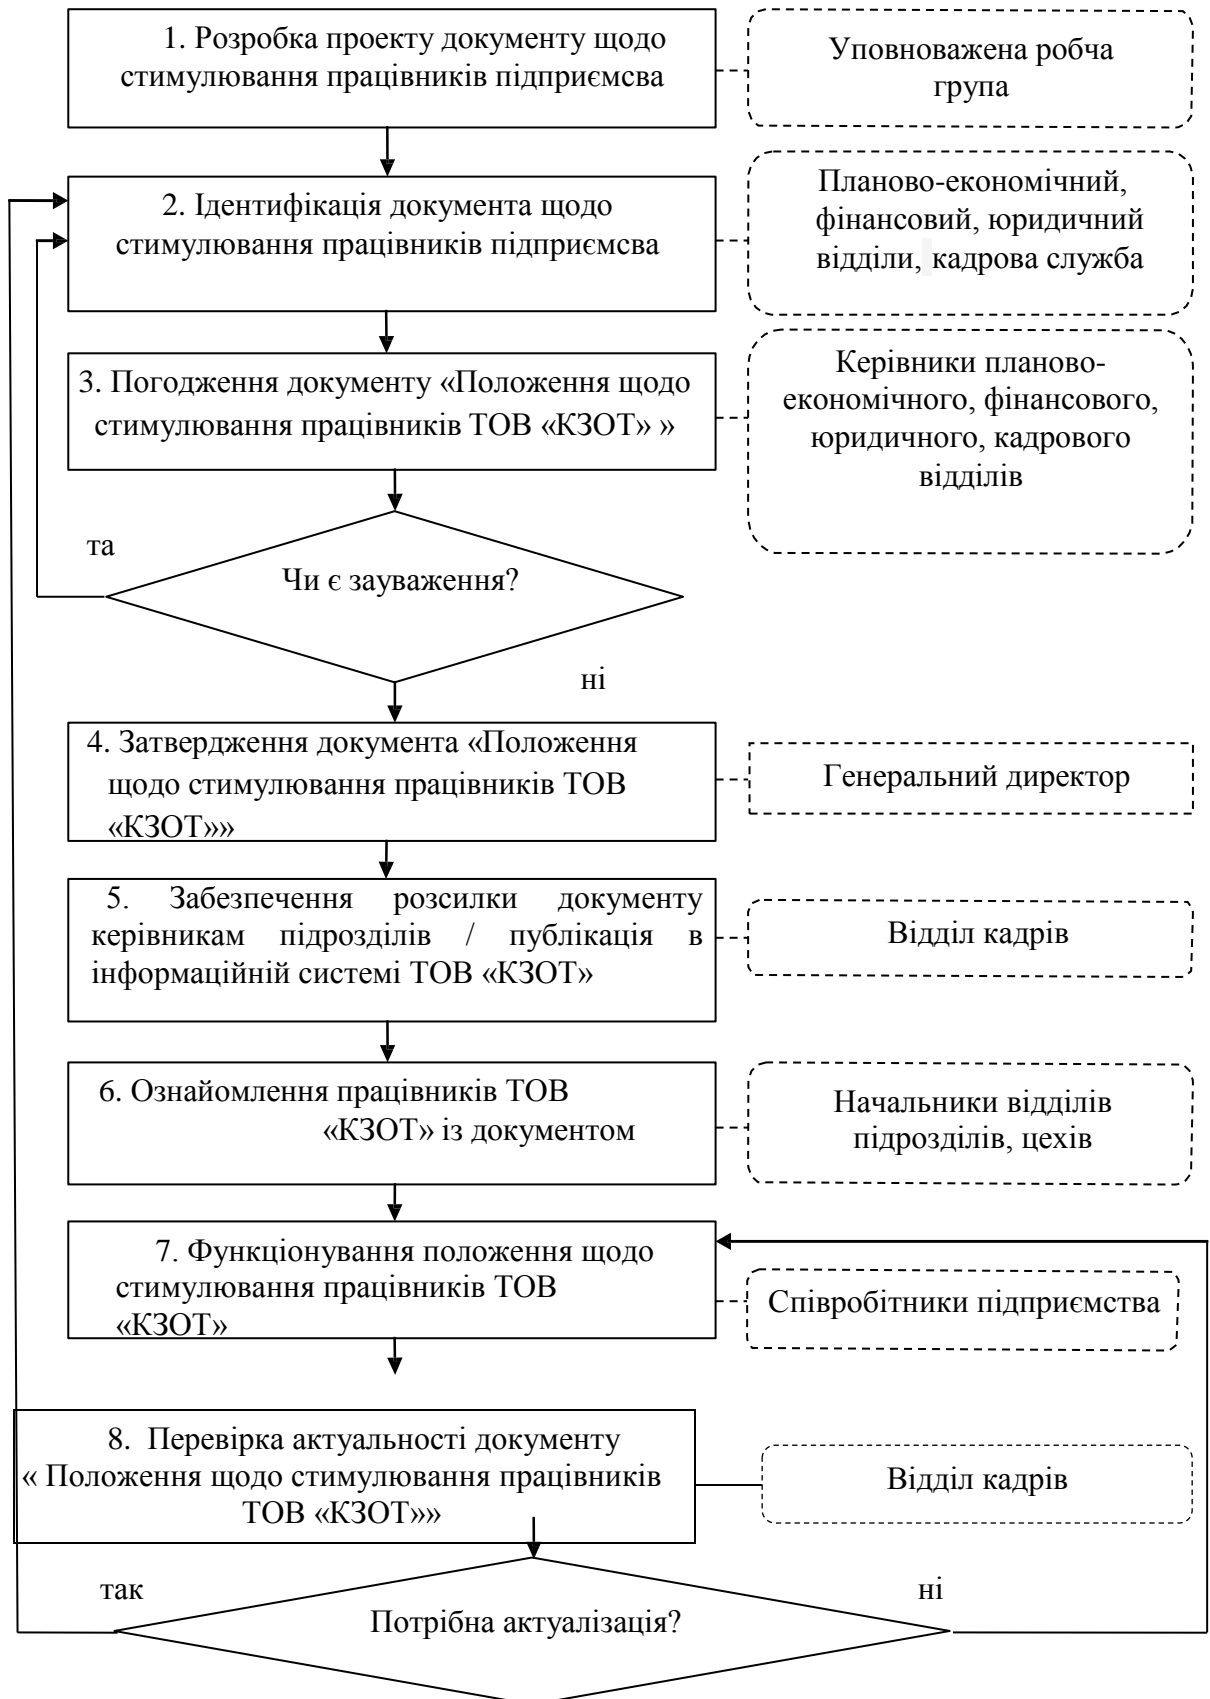 1. Розробка проекту документу щодо
стимулювання працівників підприємсва
Уповноважена робча
група
2. Ідентифікація документа щодо
стимулювання працівників підприємсва
Планово-економічний,
фінансовий, юридичний
відділи, кадрова служба
3. Погодження документу «Положення щодо
стимулювання працівників ТОВ «КЗОТ» »
Керівники планово-
економічного, фінансового,
юридичного, кадрового
відділів
та
Чи є зауваження?
ні
4. Затвердження документа «Положення
щодо стимулювання працівників ТОВ
«КЗОТ»»
Генеральний директор
5. Забезпечення розсилки документу
керівникам підрозділів / публікація в
інформаційній системі ТОВ «КЗОТ»
Відділ кадрів
6. Ознайомлення працівників ТОВ
«КЗОТ» із документом
Начальники відділів
підрозділів, цехів
7. Функціонування положення щодо
стимулювання працівників ТОВ
«КЗОТ»
Співробітники підприємства
8. Перевірка актуальності документу
« Положення щодо стимулювання працівників
ТОВ «КЗОТ»»
Відділ кадрів
так
ні
Потрібна актуалізація?